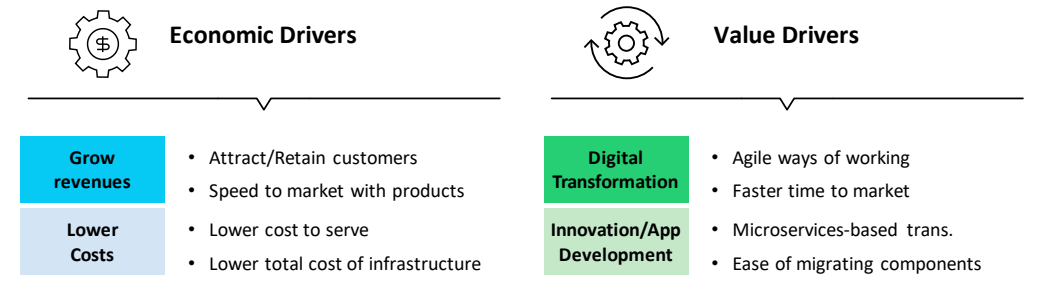 $
Economic Drivers
Grow
revenues
• Attract/Retain customers
• Speed to market with products
Lower
Costs
• Lower cost to serve
• Lower total cost of infrastructure
Value Drivers
Digital
Transformation
• Agile ways of working
• Faster time to market
Innovation/App
Development
• Microservices-based trans.
• Ease of migrating components